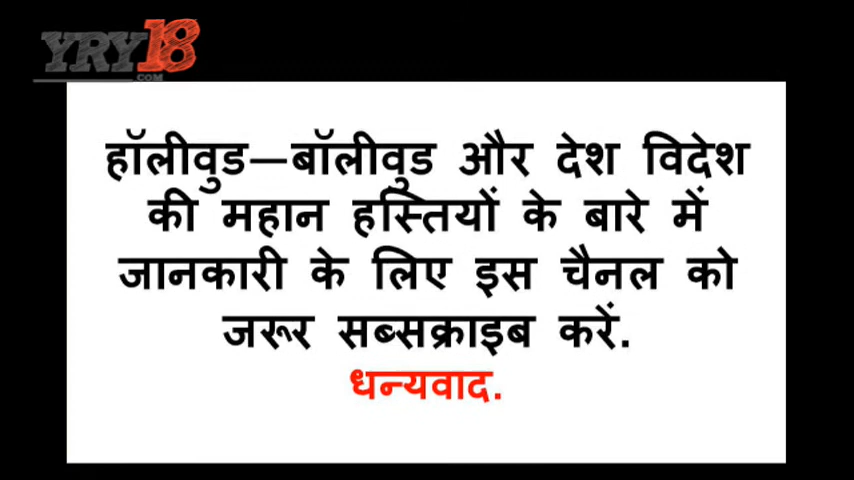 YRY18
.COM
हॉलीवुड—बॉलीवुड और देश विदेश
की महान हस्तियों के बारे में
जानकारी के लिए इस चैनल को
जरूर सब्सक्राइब करें.
धन्यवाद.